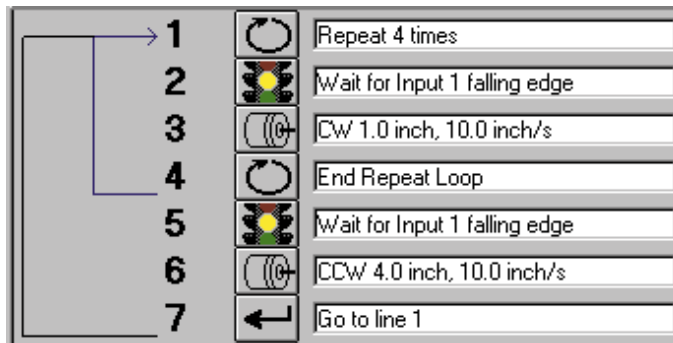 1 Repeat 4 times
2 Wait for Input 1 falling edge
3 CW 1.0 inch, 10.0 inch/s
4 End Repeat Loop
5 Wait for Input 1 falling edge
6 CCW 4.0 inch, 10.0 inch/s
7 Go to line 1